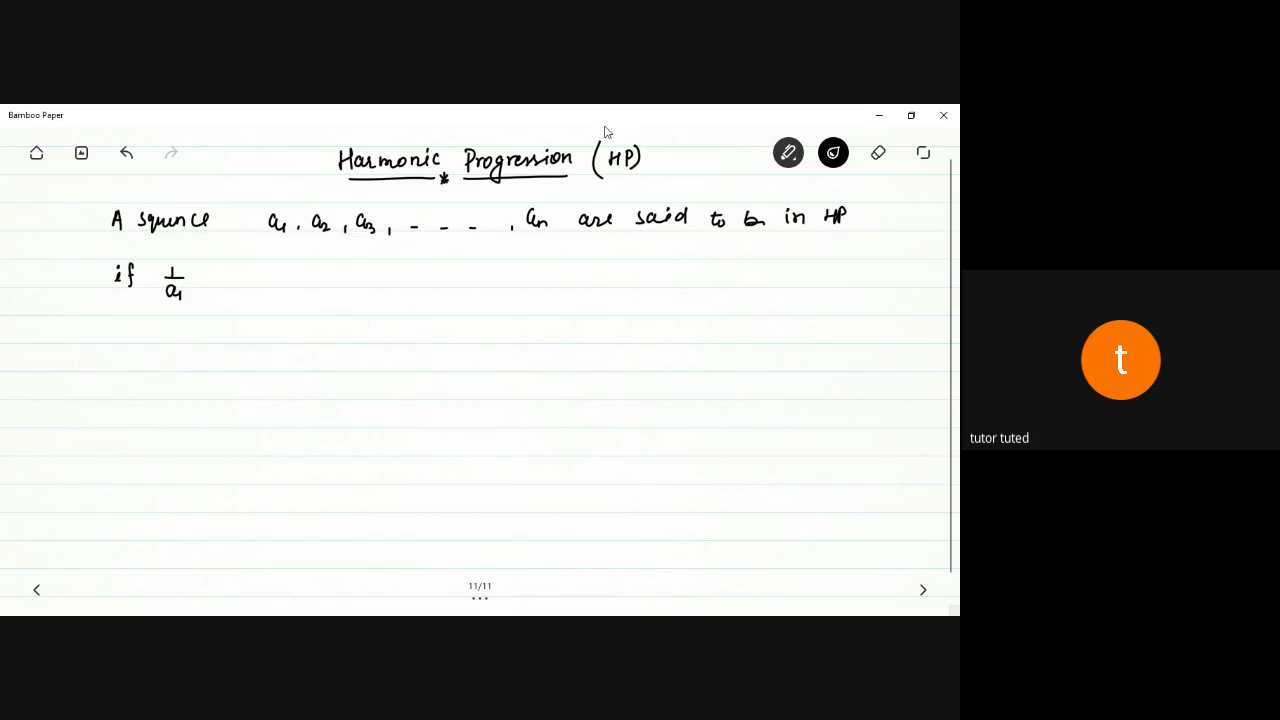 Bamboo Paper
Harmonic Progression (HP)
*
A squence a1, a2, a3, - - - , an are said to be in HP
if 1/a1
t
tutor tuted
11/11